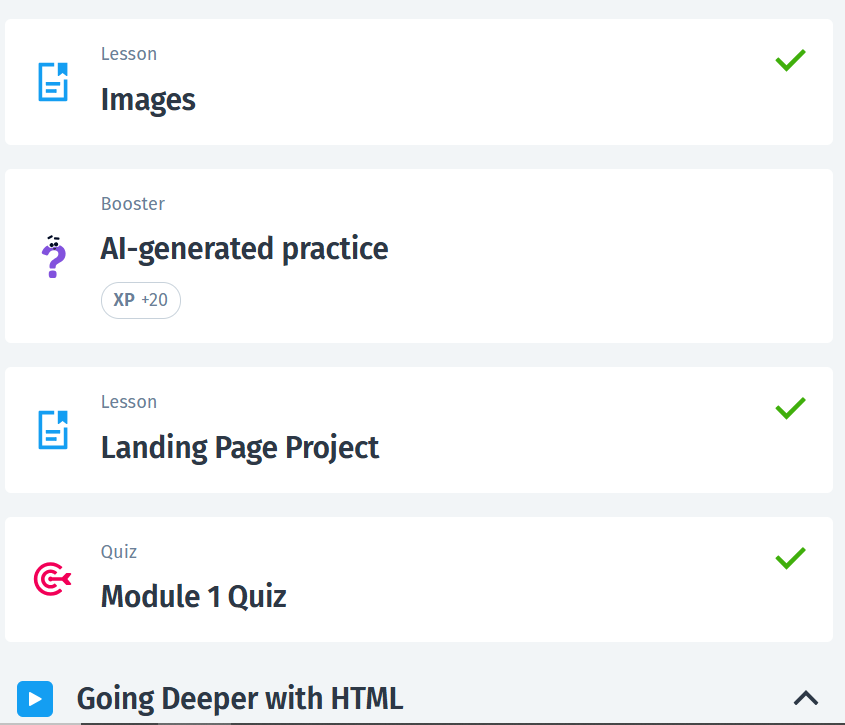 Lesson
Images
Booster
AI-generated practice
XP +20
Lesson
Landing Page Project
Quiz
Module 1 Quiz
Going Deeper with HTML